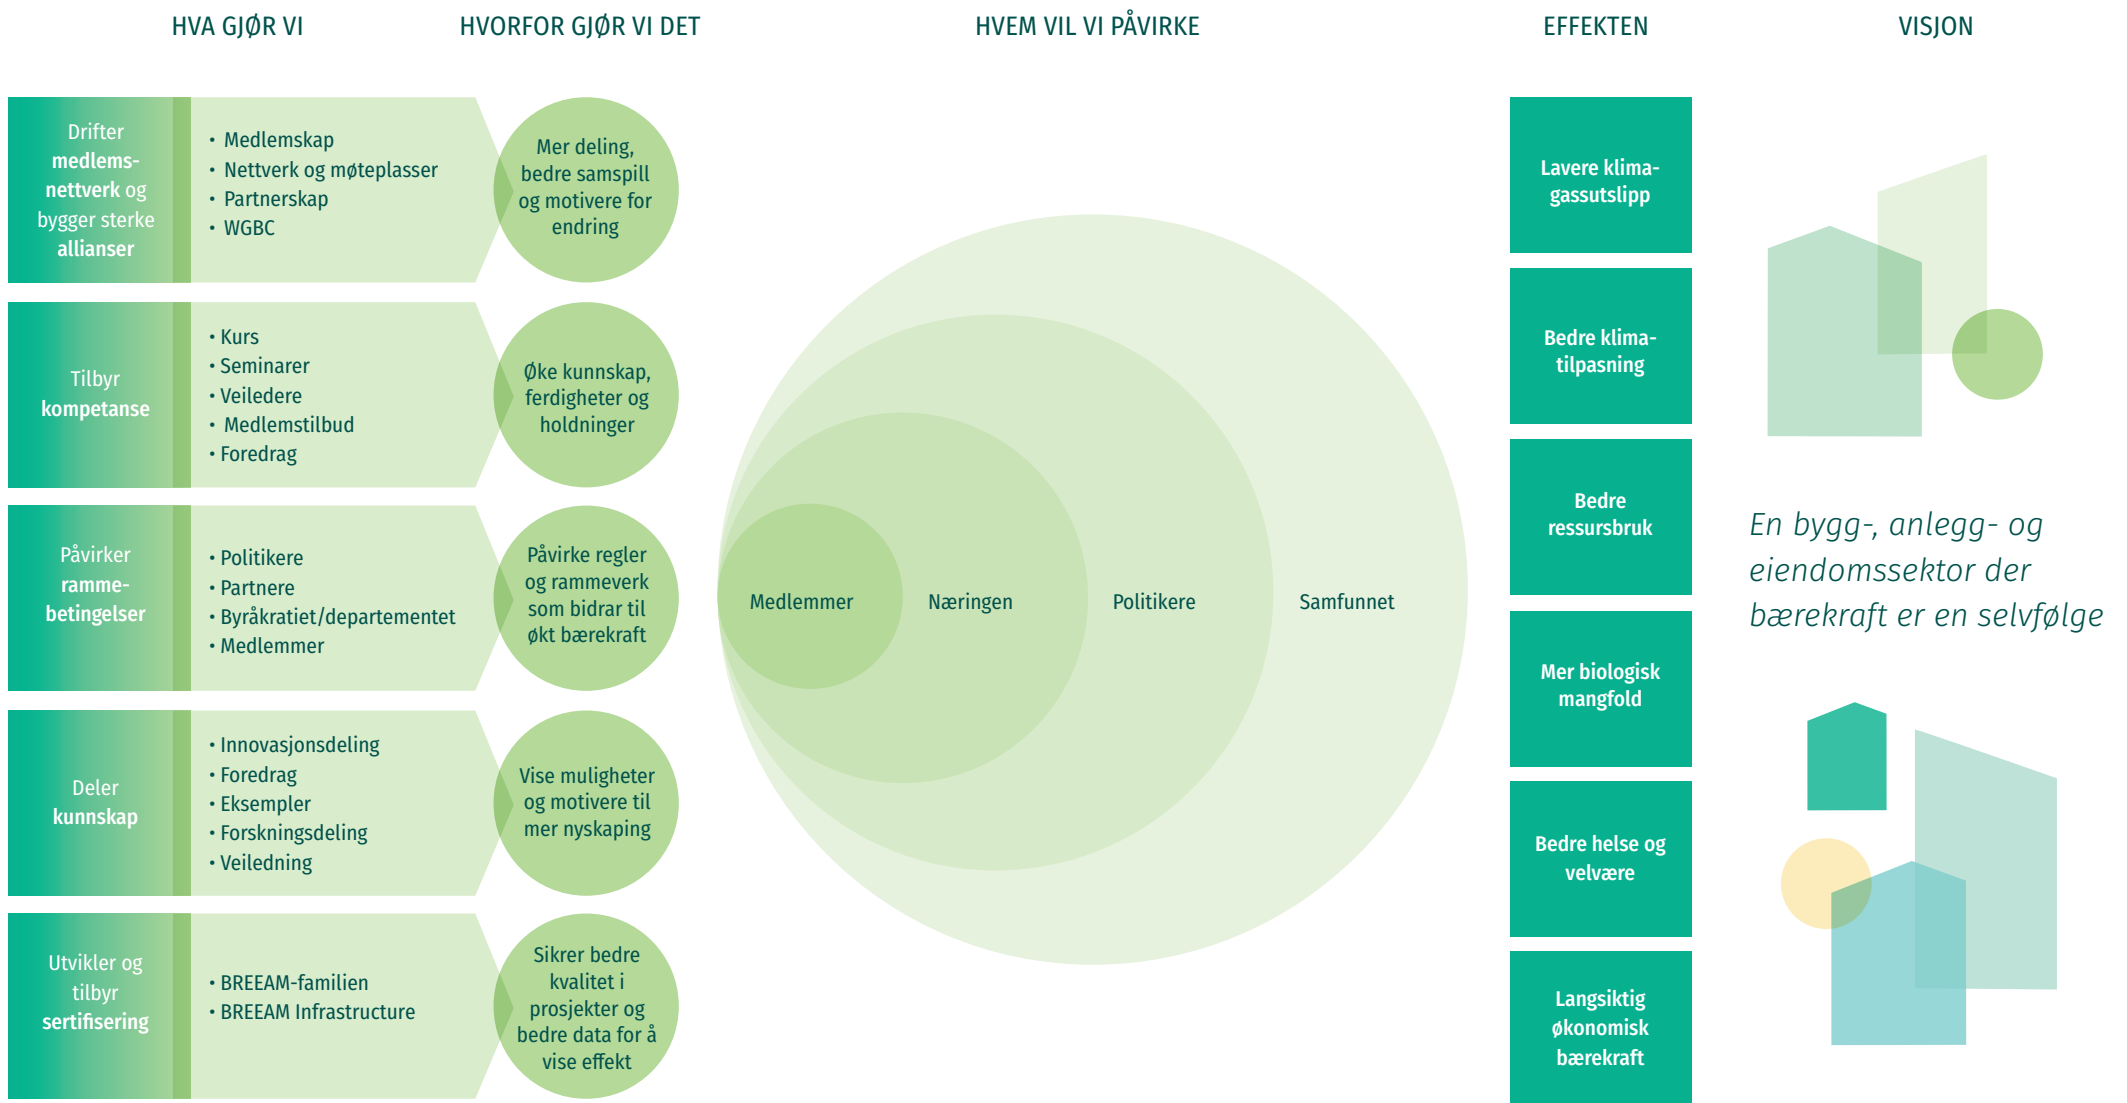 HVA GJØR VI
HVORFOR GJØR VI DET
HVEM VIL VI PÅVIRKE
EFFEKTEN
VISJON
Drifter
medlems-
nettverk og
bygger sterke
allianser
• Medlemskap
• Nettverk og møteplasser
• Partnerskap
• WGBC
Mer deling,
bedre samspill
og motivere for
endring
Tilbyr
kompetanse
• Kurs
• Seminarer
• Veiledere
• Medlemstilbud
• Foredrag
Øke kunnskap,
ferdigheter og
holdninger
Påvirker
ramme-
betingelser
• Politikere
• Partnere
• Byråkratiet/departementet
• Medlemmer
Påvirke regler
og rammeverk
som bidrar til
økt bærekraft
Deler
kunnskap
• Innovasjonsdeling
• Foredrag
• Eksempler
• Forskningsdeling
• Veiledning
Vise muligheter
og motivere til
mer nyskaping
Utvikler og
tilbyr
sertifisering
• BREEAM-familien
• BREEAM Infrastructure
Sikrer bedre
kvalitet i
prosjekter og
bedre data for å
vise effekt
Medlemmer
Næringen
Politikere
Samfunnet
Lavere klima-
gassutslipp
Bedre klima-
tilpasning
Bedre
ressursbruk
Mer biologisk
mangfold
Bedre helse og
velvære
Langsiktig
økonomisk
bærekraft
En bygg-, anlegg- og
eiendomssektor der
bærekraft er en selvfølge